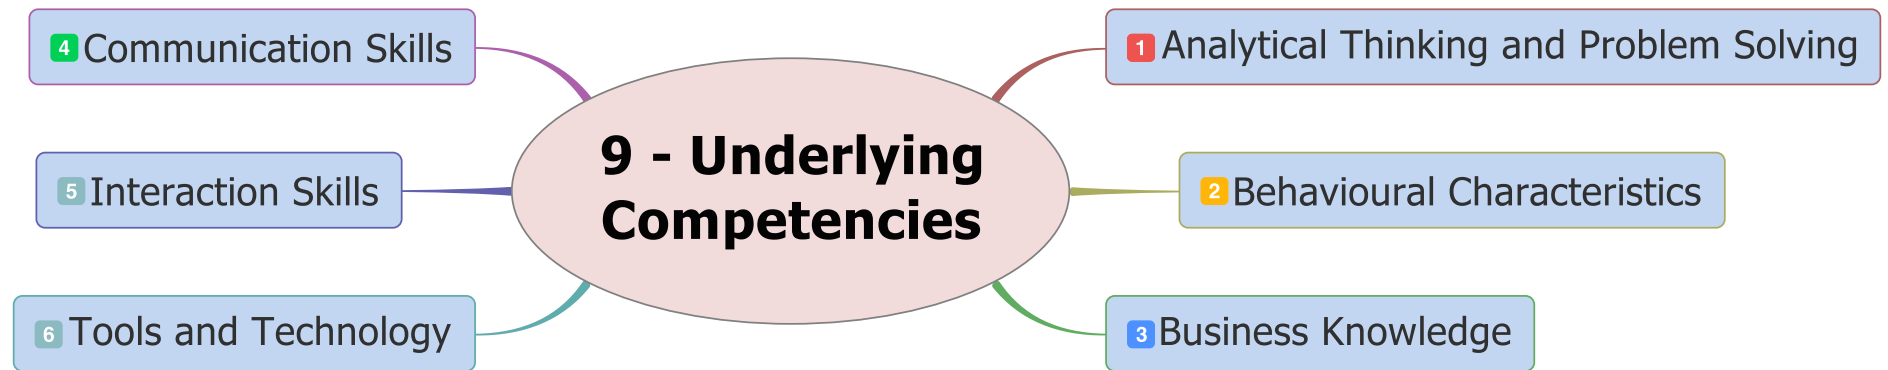 4 Communication Skills
5 Interaction Skills
6 Tools and Technology
9 - Underlying
Competencies
1 Analytical Thinking and Problem Solving
2 Behavioural Characteristics
3 Business Knowledge